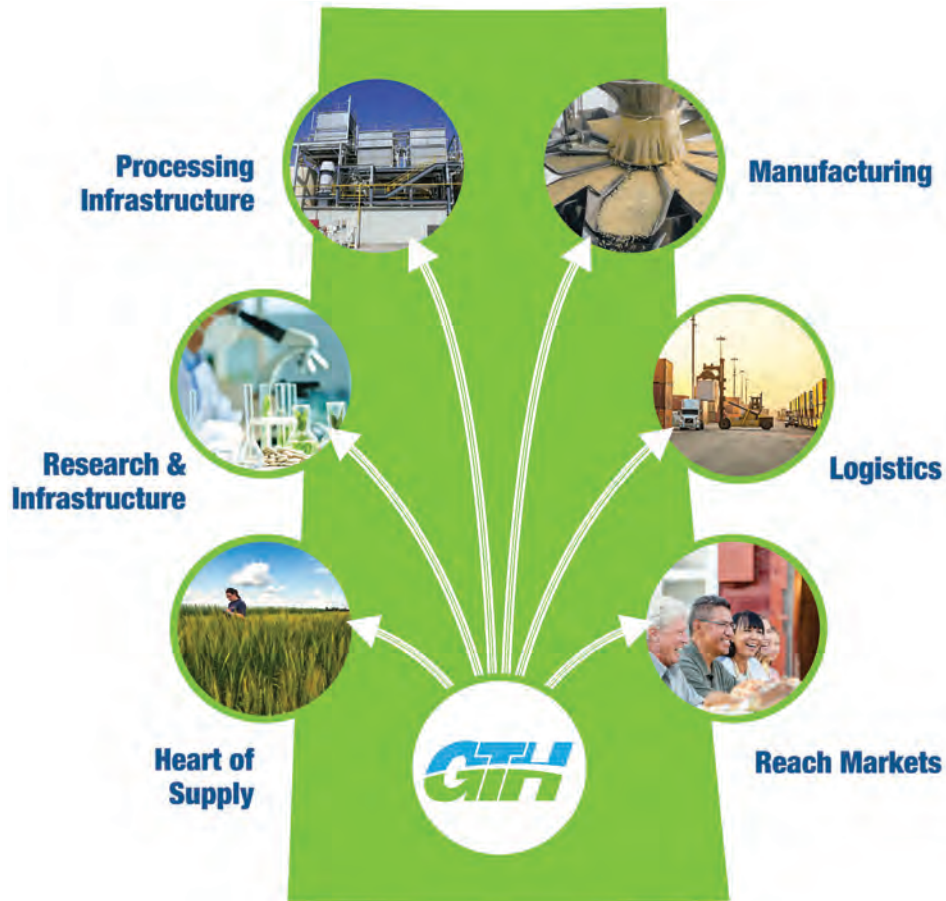 Processing
Infrastructure
Manufacturing
Research &
Infrastructure
Logistics
Heart of
Supply
Reach Markets
GTH